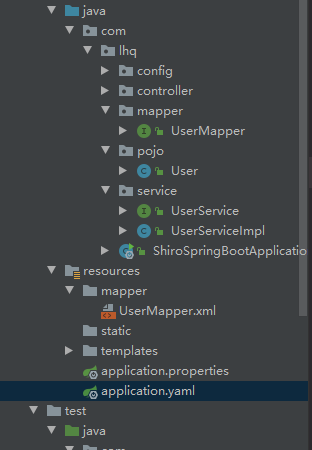 java
com
lhq
config
controller
mapper
UserMapper
pojo
User
service
UserService
UserServiceImpl
ShiroSpringBootApplicatio
resources
mapper
UserMapper.xml
static
templates
application.properties
application.yaml
test
java